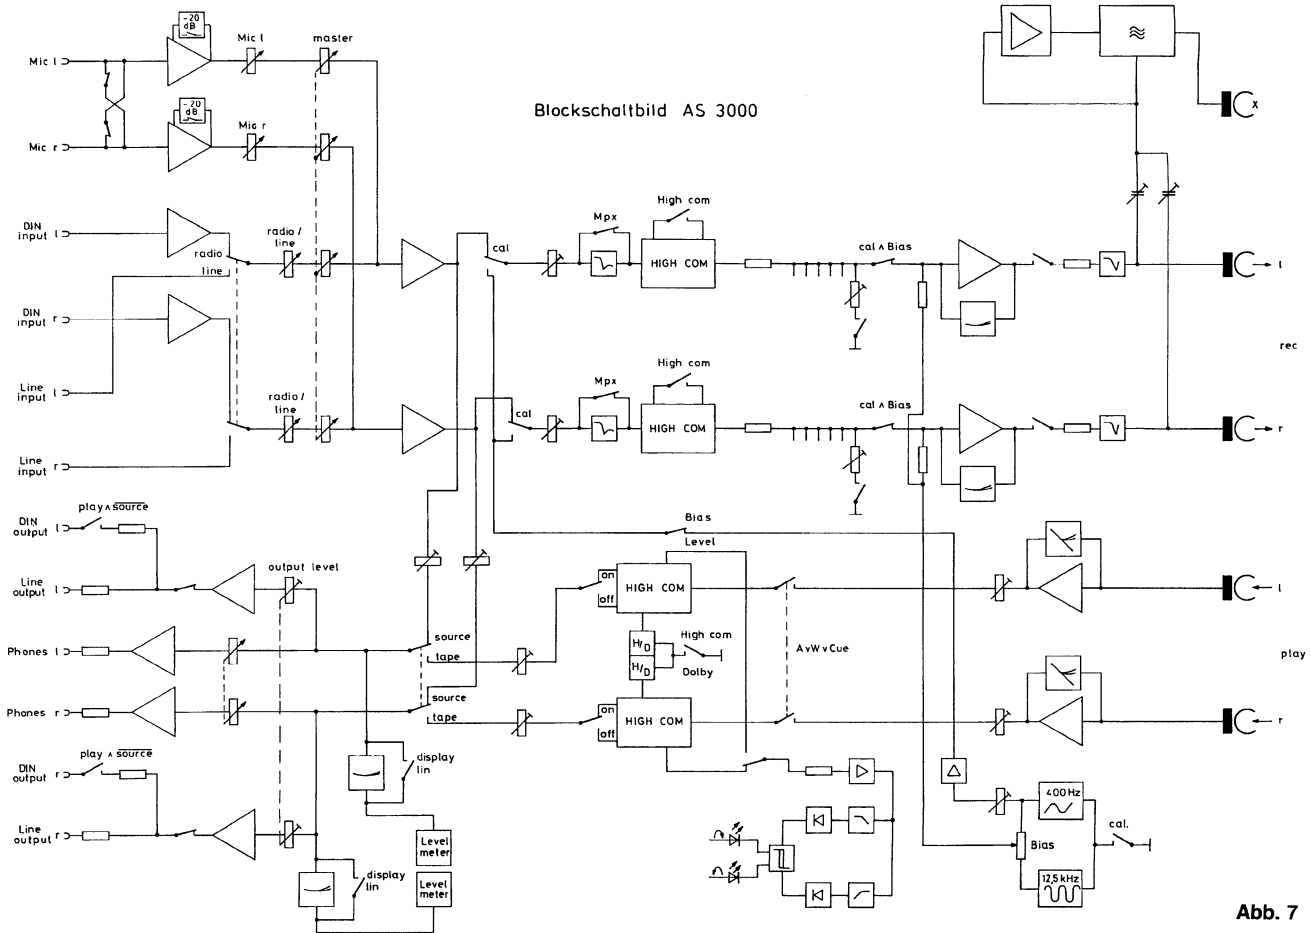 Blockschaltbild AS 3000
Mic l
-20
dB
Mic l
master
Mic r
-20
dB
Mic r
DIN
input l
radio
line
radio /
line
DIN
input r
Line
input l
radio /
line
Line
input r
cal
Mpx
High com
HIGH COM
cal ∧ Bias
l
x
rec
cal
Mpx
High com
HIGH COM
cal ∧ Bias
r
play ∧ source
DIN
output l
Line
output l
output level
Phones l
Phones r
play ∧ source
DIN
output r
Line
output r
source
tape
source
tape
Bias
Level
on
off
HIGH COM
H/D
H/D
High com
Dolby
on
off
HIGH COM
A∨W∨Cue
l
play
r
display
lin
Level
meter
display
lin
Level
meter
400Hz
cal.
Bias
12,5 kHz
Abb. 7